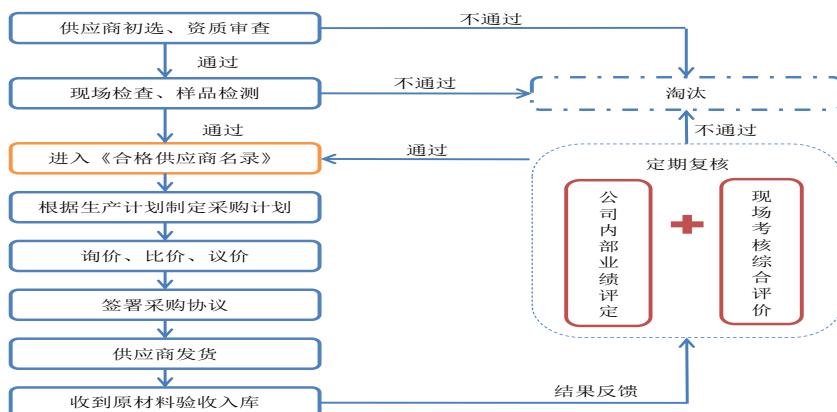 供应商初选、资质审查
不通过
通过
现场检查、样品检测
不通过
淘汰
通过
不通过
进入《合格供应商名录》
通过
定期复核
根据生产计划制定采购计划
公司内部业绩评定
现场考核综合评价
询价、比价、议价
签署采购协议
供应商发货
结果反馈
收到原材料验收入库